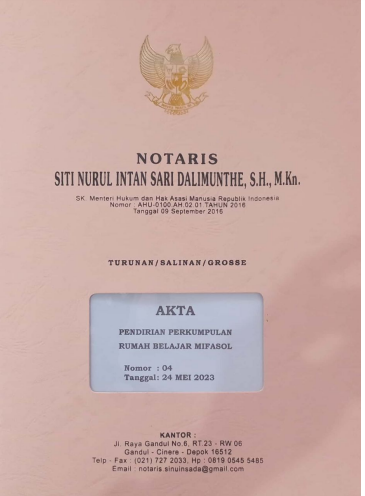 NOTARIS
SITI NURUL INTAN SARI DALIMUNTHE, S.H., M.Kn.
SK. Menteri Hukum dan Hak Asasi Manusia Republik Indonesia
Nomor : AHU-0100.AH.02.01.TAHUN 2016
Tanggal 09 September 2016
TURUNAN/SALINAN/GROSSE
AKTA
PENDIRIAN PERKUMPULAN
RUMAH BELAJAR MIFASOL
Nomor : 04
Tanggal: 24 MEI 2023
KANTOR :
Jl. Raya Gandul No.6, RT.23 - RW 06
Gandul - Cinere - Depok 16512
Telp - Fax : (021) 727 2033, Hp : 0819 0545 5485
Email : notaris.sinuinsada@gmail.com